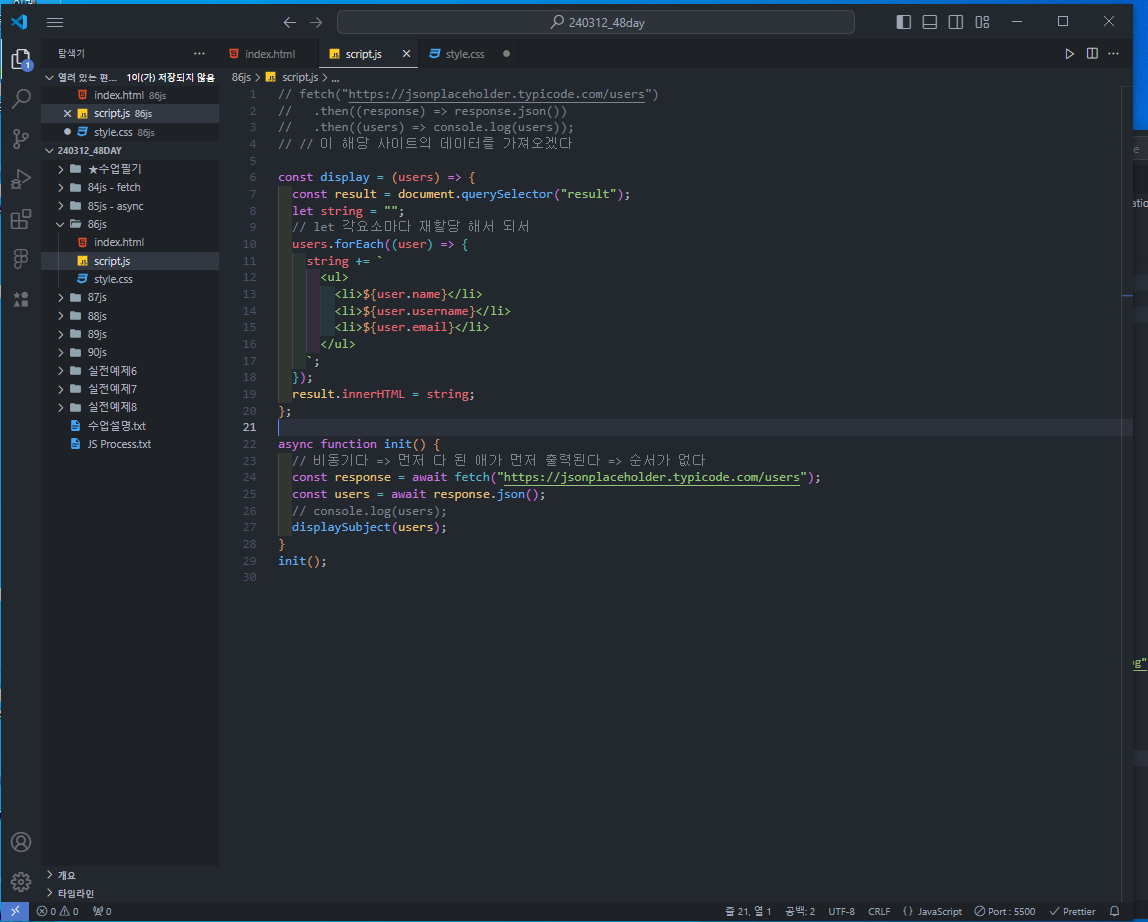 240312_48day
탐색기
index.html
script.js
style.css
열려 있는 편... 1이(가) 저장되지 않음
86js > script.js > ...
index.html 86js
script.js 86js
style.css 86js
240312_48DAY
★수업필기
84js - fetch
85js - async
86js
index.html
script.js
style.css
87js
88js
89js
90js
실전예제6
실전예제7
실전예제8
수업설명.txt
JS Process.txt
개요
타임라인
1 // fetch("https://jsonplaceholder.typicode.com/users")
2 //   .then((response) => response.json())
3 //   .then((users) => console.log(users));
4 // // 이 해당 사이트의 데이터를 가져오겠다
5
6 const display = (users) => {
7   const result = document.querySelector("result");
8   let string = "";
9   // let 각요소마다 재할당 해서 되서
10   users.forEach((user) => {
11     string += `
12       <ul>
13         <li>${user.name}</li>
14         <li>${user.username}</li>
15         <li>${user.email}</li>
16       </ul>
17     `;
18   });
19   result.innerHTML = string;
20 };
21
22 async function init() {
23   // 비동기다 => 먼저 다 된 애가 먼저 출력된다 => 순서가 없다
24   const response = await fetch("https://jsonplaceholder.typicode.com/users");
25   const users = await response.json();
26   // console.log(users);
27   displaySubject(users);
28 }
29 init();
30
1
0 0 0
줄 21, 열 1 공백: 2 UTF-8 CRLF {} JavaScript Port : 5500 Prettier